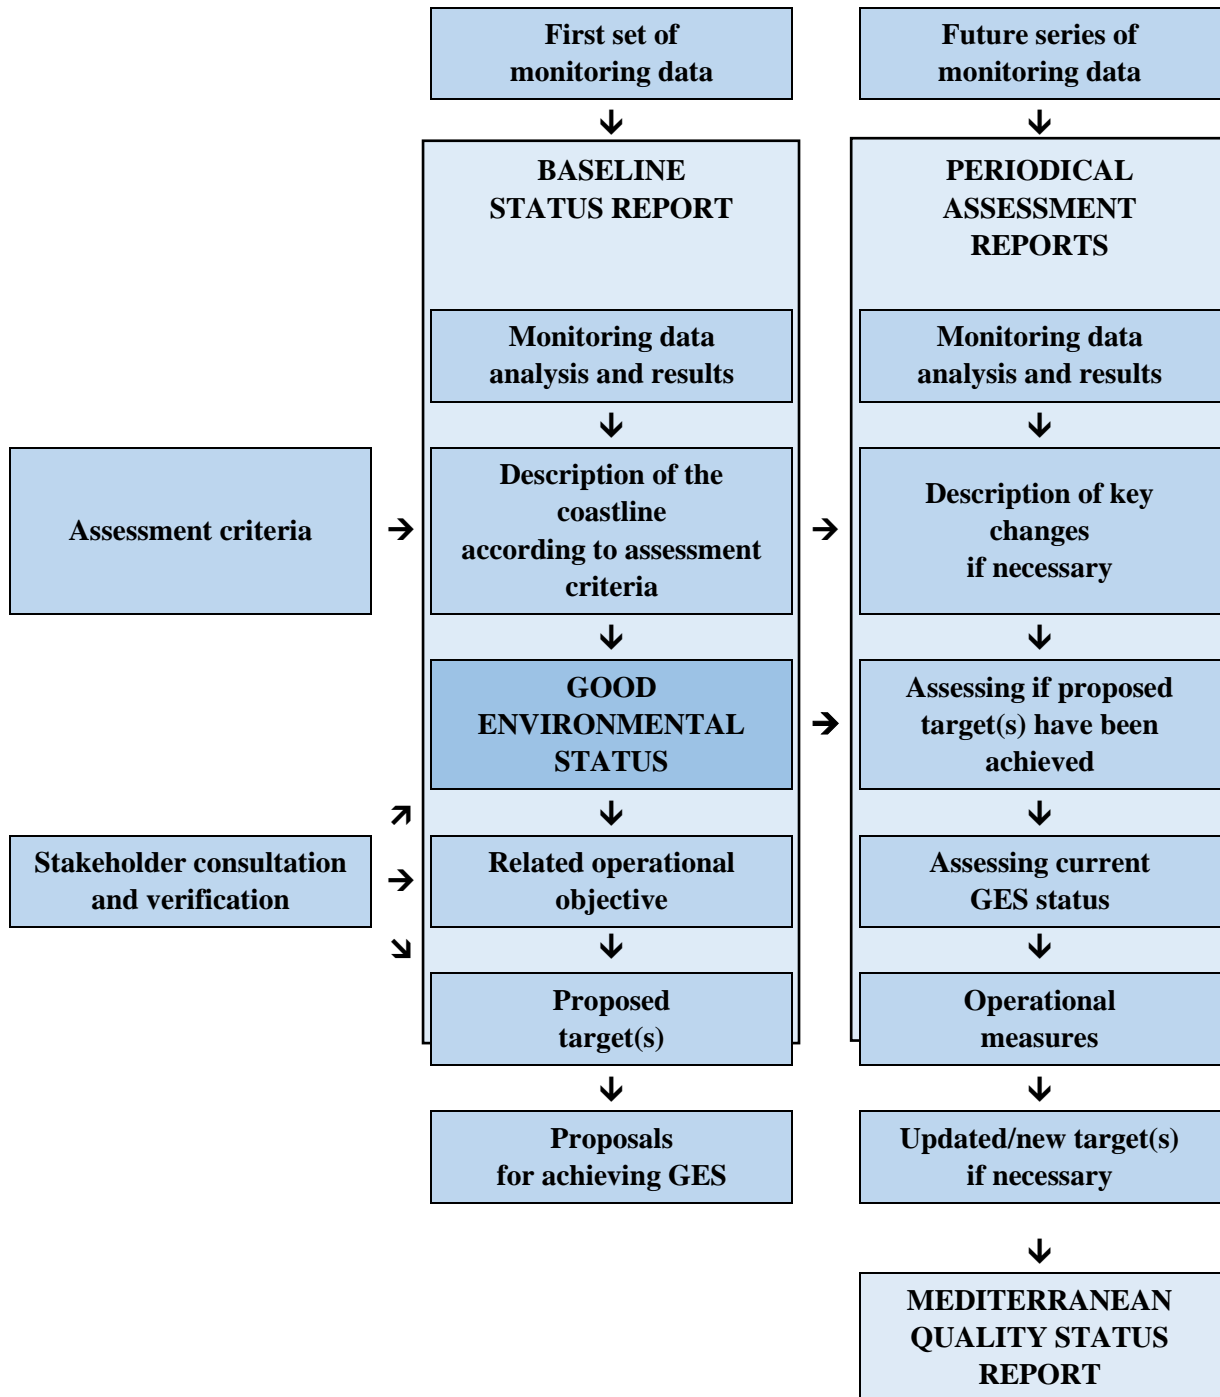 First set of
monitoring data
Future series of
monitoring data
BASELINE
STATUS REPORT
PERIODICAL
ASSESSMENT
REPORTS
Monitoring data
analysis and results
Monitoring data
analysis and results
Assessment criteria
Description of the
coastline
according to assessment
criteria
Description of key
changes
if necessary
GOOD
ENVIRONMENTAL
STATUS
Assessing if proposed
target(s) have been
achieved
Stakeholder consultation
and verification
Related operational
objective
Assessing current
GES status
Proposed
target(s)
Operational
measures
Proposals
for achieving GES
Updated/new target(s)
if necessary
MEDITERRANEAN
QUALITY STATUS
REPORT